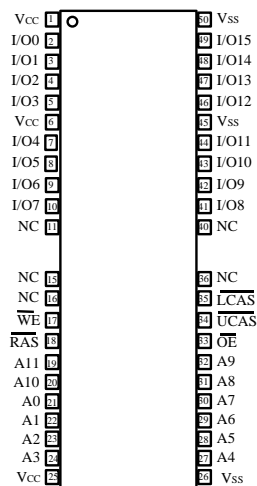 VCC 1 50 VSS
I/O0 2 49 I/O15
I/O1 3 48 I/O14
I/O2 4 47 I/O13
I/O3 5 46 I/O12
VCC 6 45 VSS
I/O4 7 44 I/O11
I/O5 8 43 I/O10
I/O6 9 42 I/O9
I/O7 10 41 I/O8
NC 11 40 NC
NC 15 36 NC
NC 16 35 LCAS
WE 17 34 UCAS
RAS 18 33 OE
A11 19 32 A9
A10 20 31 A8
A0 21 30 A7
A1 22 29 A6
A2 23 28 A5
A3 24 27 A4
VCC 25 26 VSS